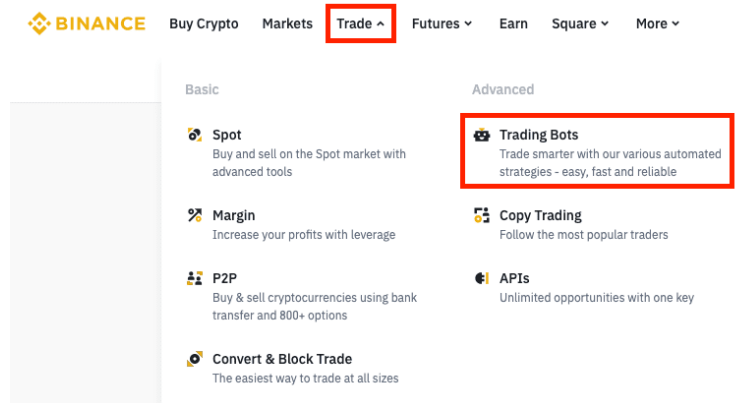 BINANCE Buy Crypto Markets Trade Futures Earn Square More
Basic
Spot
Buy and sell on the Spot market with
advanced tools
Margin
Increase your profits with leverage
P2P
Buy & sell cryptocurrencies using bank
transfer and 800+ options
Convert & Block Trade
The easiest way to trade at all sizes
Advanced
Trading Bots
Trade smarter with our various automated
strategies - easy, fast and reliable
Copy Trading
Follow the most popular traders
APIs
Unlimited opportunities with one key